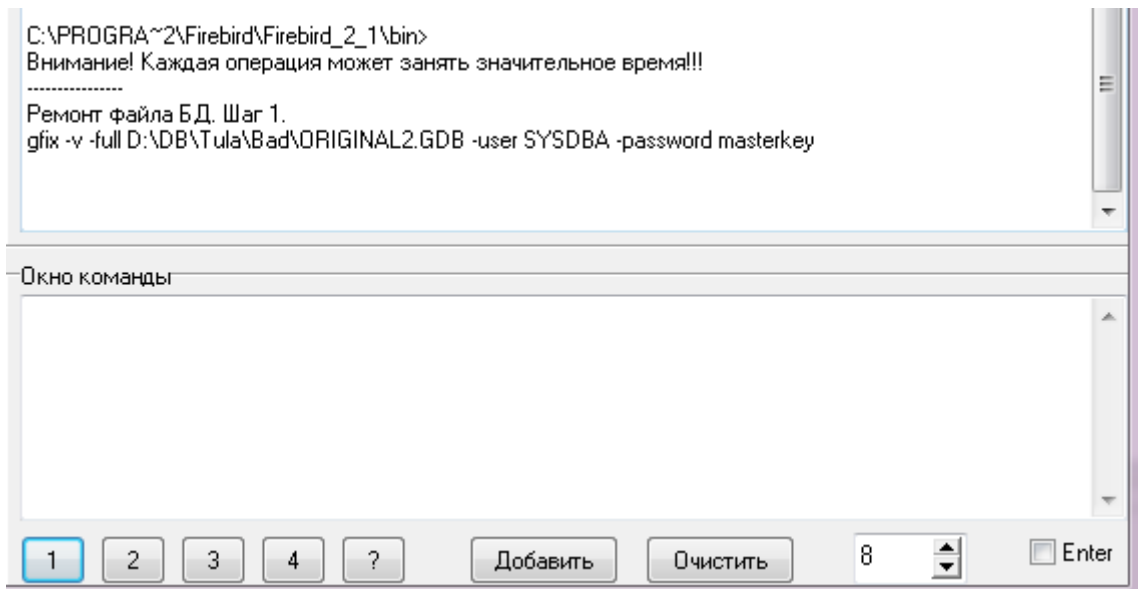 C:\PROGRA~2\Firebird\Firebird_2_1\bin>
Внимание! Каждая операция может занять значительное время!!!
----------------
Ремонт файла БД. Шаг 1.
gfix -v -full D:\DB\Tula\Bad\ORIGINAL2.GDB -user SYSDBA -password masterkey
Окно команды
1 2 3 4 ? Добавить Очистить 8 Enter